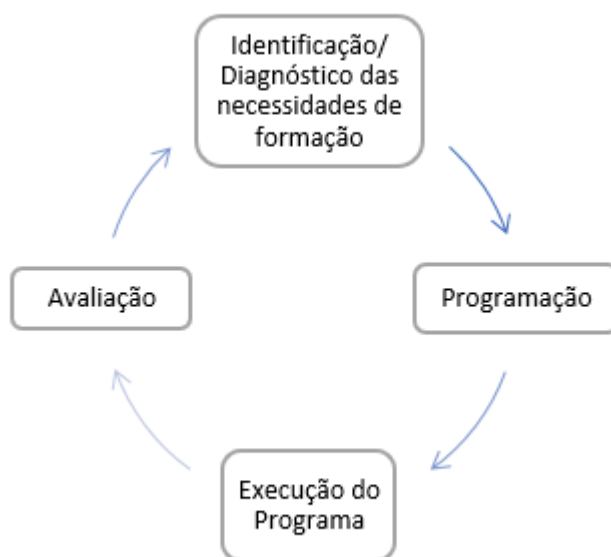 Identificação/
Diagnóstico das
necessidades de
formação
Avaliação
Programação
Execução do
Programa